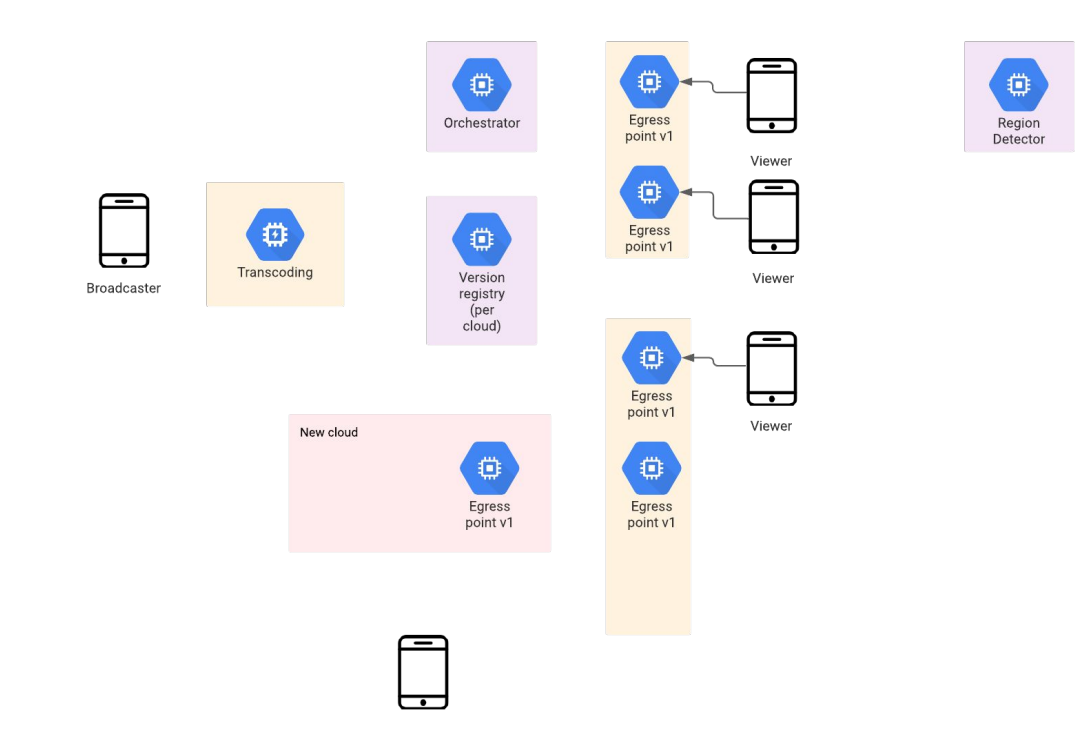 Orchestrator
Egress
point v1
Viewer
Region
Detector
Egress
point v1
Viewer
Broadcaster
Transcoding
Version
registry
(per
cloud)
Egress
point v1
Viewer
New cloud
Egress
point v1
Egress
point v1